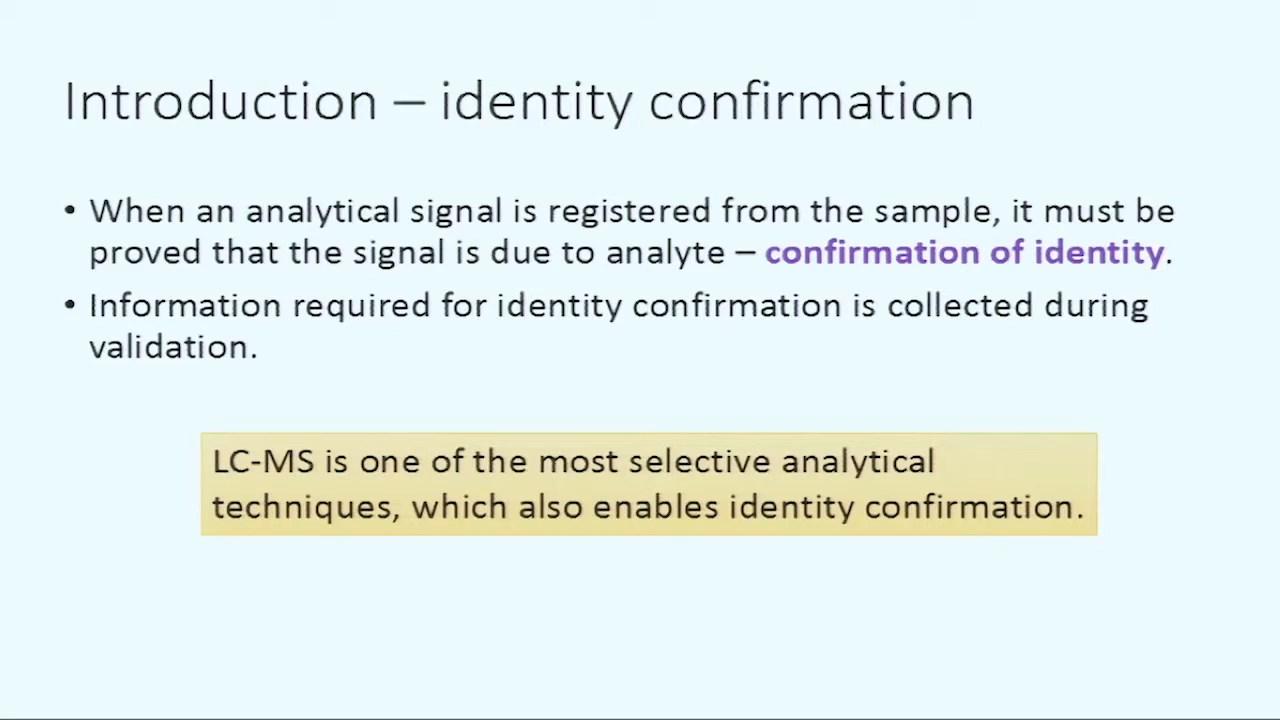 Introduction – identity confirmation
• When an analytical signal is registered from the sample, it must be
proved that the signal is due to analyte – confirmation of identity.
• Information required for identity confirmation is collected during
validation.
LC-MS is one of the most selective analytical
techniques, which also enables identity confirmation.